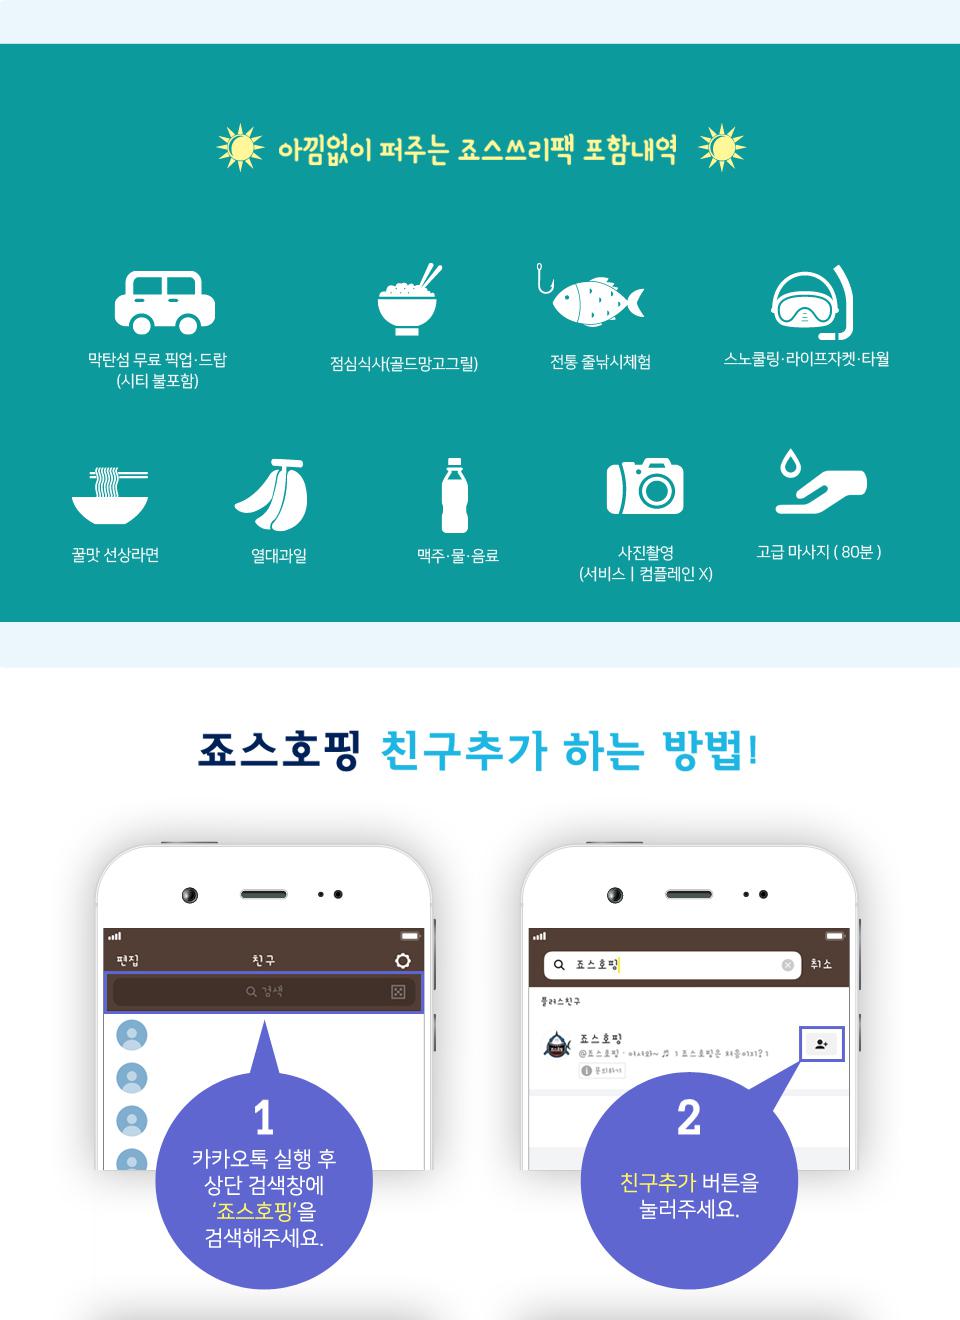 아낌없이 퍼주는 죠스쓰리팩 포함내역
막탄섬 무료 픽업·드랍
(시티 불포함)
점심식사(골드망고그릴)
전통 줄낚시체험
스노쿨링·라이프자켓·타월
꿀맛 선상라면
열대과일
맥주·물·음료
사진촬영
(서비스 | 컴플레인 X)
고급 마사지 ( 80분 )
죠스호핑 친구추가 하는 방법!
편집
친구
검색
1
카카오톡 실행 후
상단 검색창에
‘죠스호핑’을
검색해주세요.
죠스호핑
취소
플러스친구
죠스호핑
@죠스호핑 · 어서와~ ♬ 죠스호핑은 처음이지?
문의하기
2
친구추가 버튼을
눌러주세요.